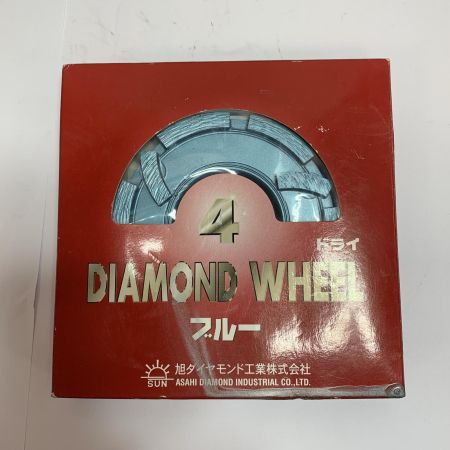 4
ドライ
DIAMOND WHEEL
ブルー
旭ダイヤモンド工業株式会社
SUN ASAHI DIAMOND INDUSTRIAL CO.,LTD.